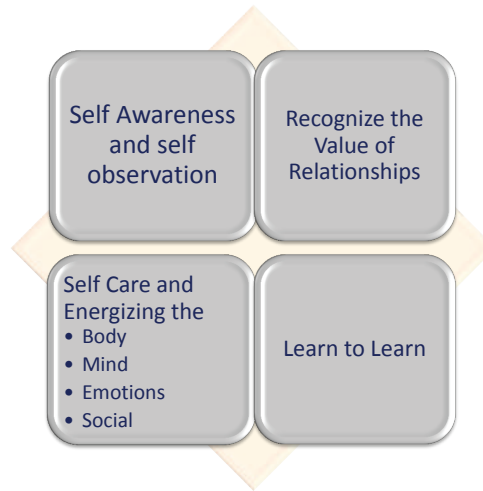 Self Awareness
and self
observation
Recognize the
Value of
Relationships
Self Care and
Energizing the
• Body
• Mind
• Emotions
• Social
Learn to Learn